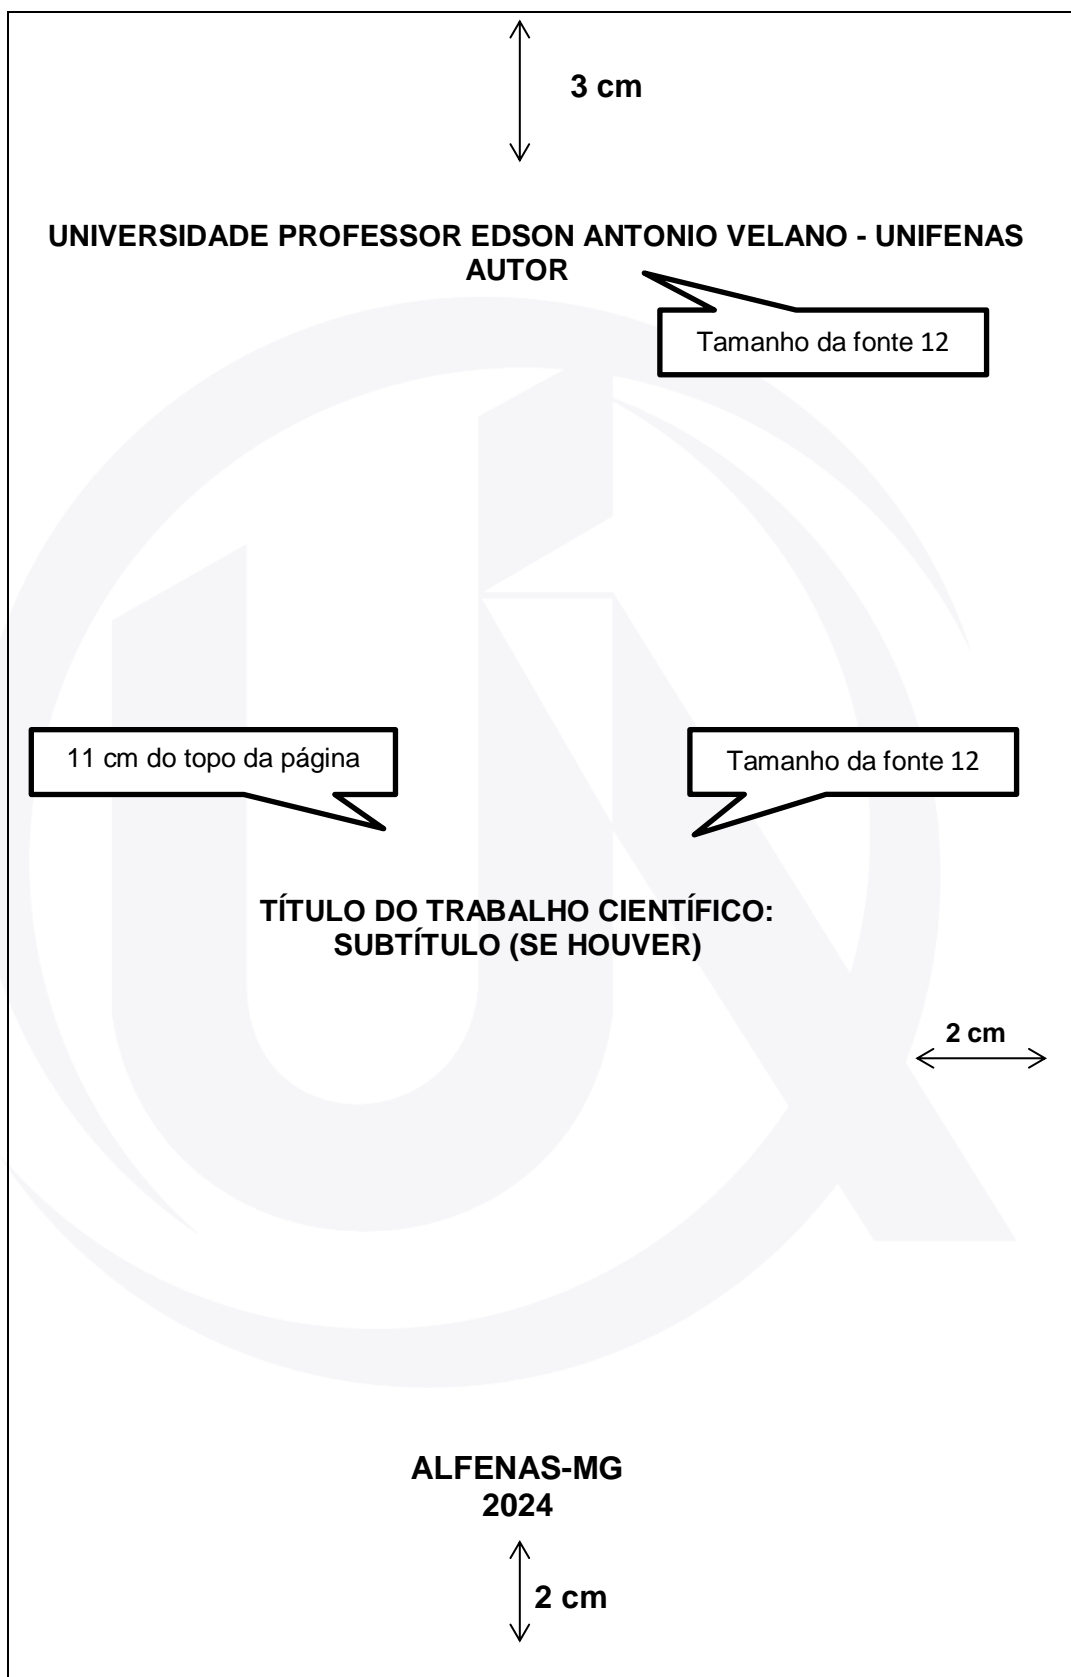 3 cm
UNIVERSIDADE PROFESSOR EDSON ANTONIO VELANO - UNIFENAS
AUTOR
Tamanho da fonte 12
11 cm do topo da página
Tamanho da fonte 12
TÍTULO DO TRABALHO CIENTÍFICO:
SUBTÍTULO (SE HOUVER)
2 cm
ALFENAS-MG
2024
2 cm